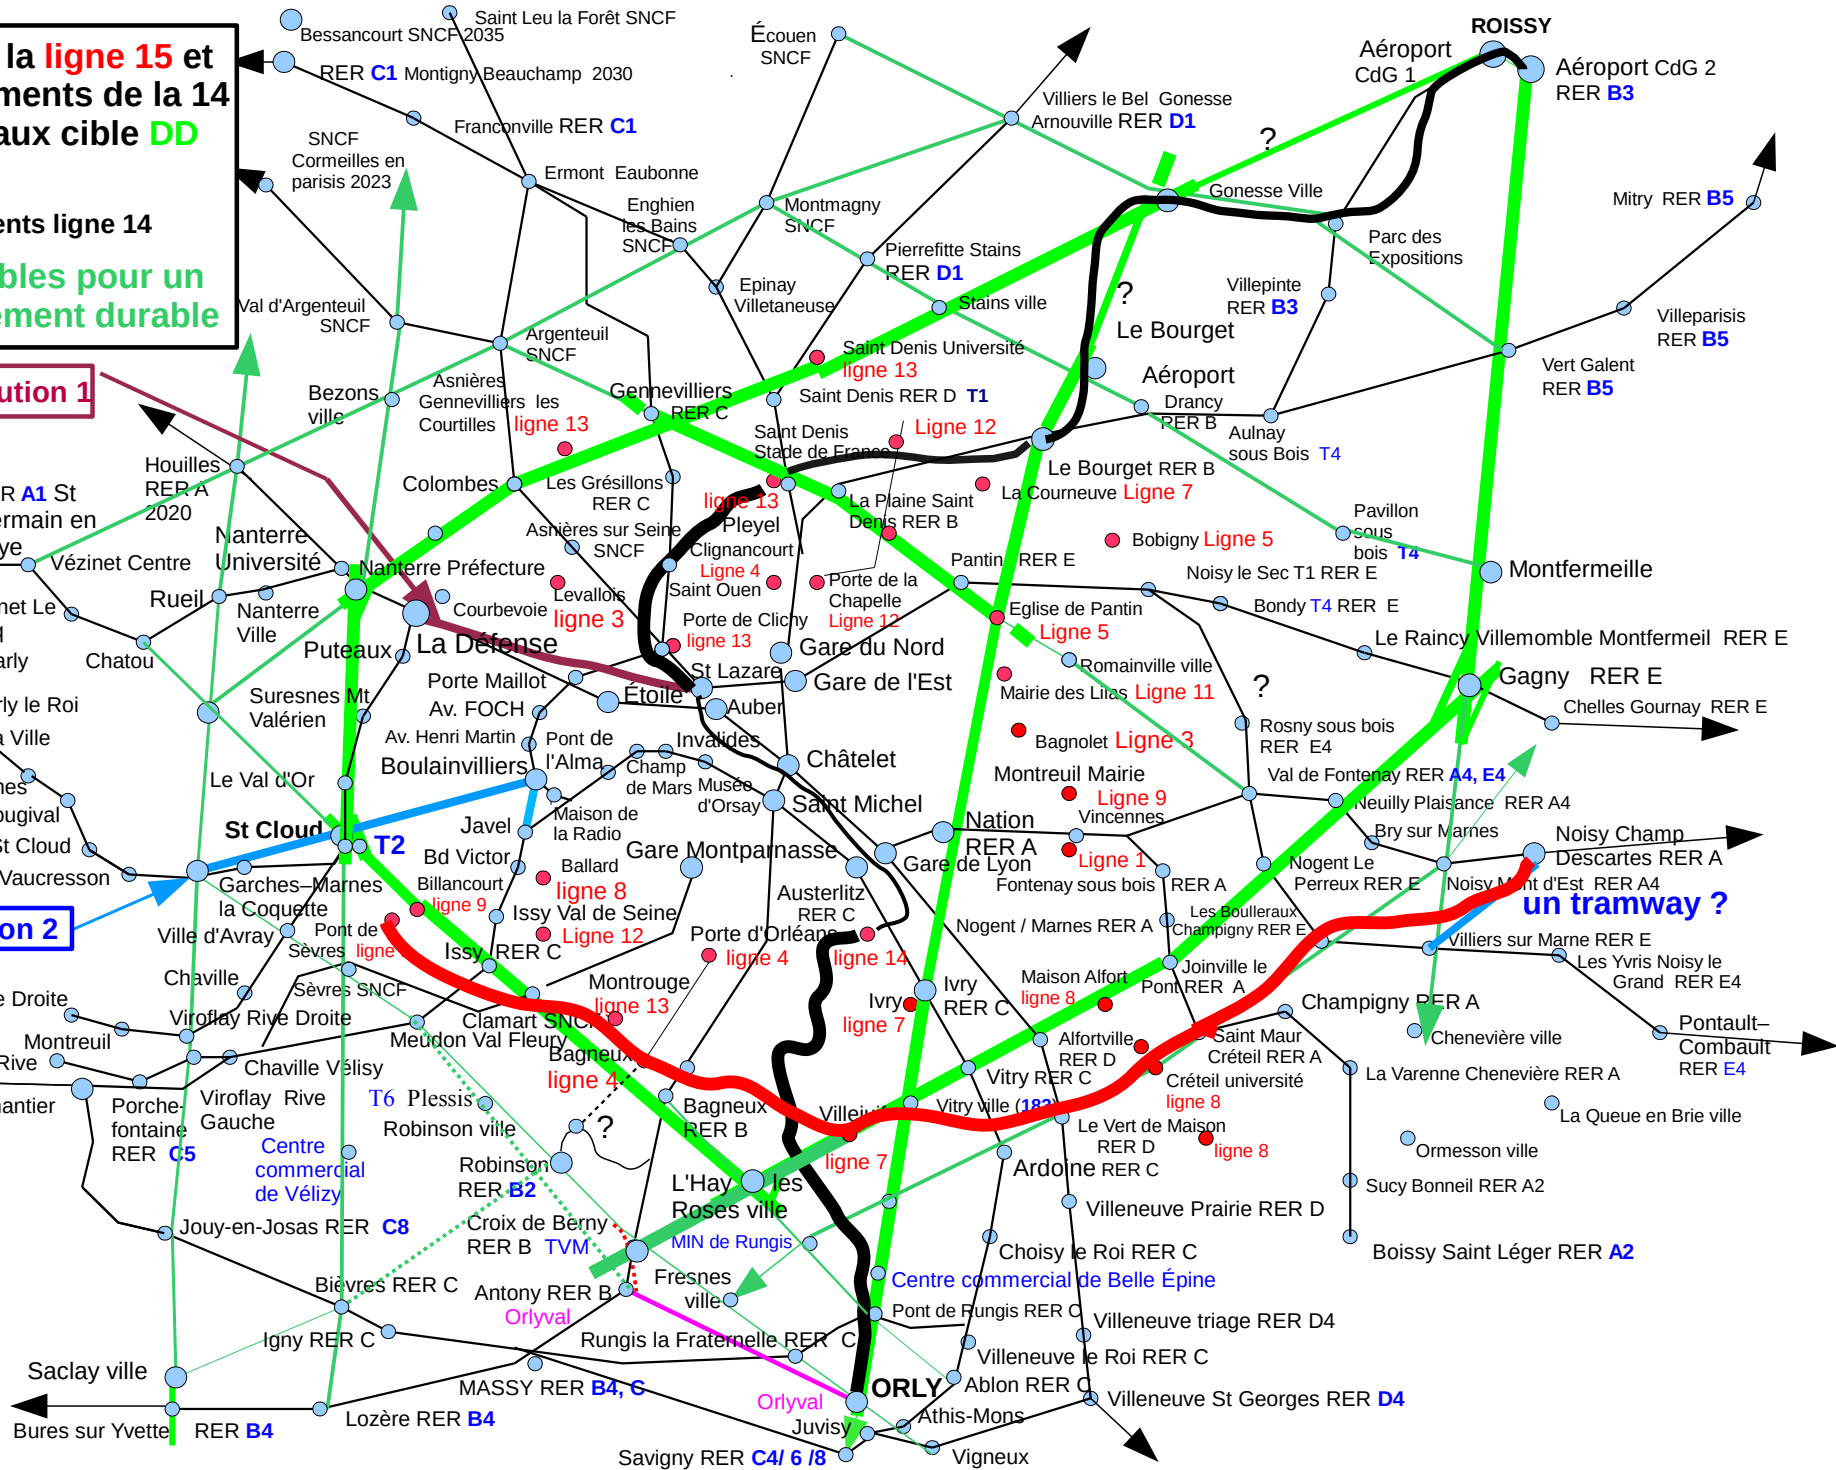 Bessancourt SNCF 2035
Saint Leu la Forêt SNCF
la ligne 15 et
ments de la 14
aux cible DD
ents ligne 14
bles pour un
ement durable
RER C1 Montigny Beauchamp 2030
Franconville RER C1
SNCF
Cormeilles en
parisis 2023
Écouen
SNCF
Ermont Eaubonne
Enghien
les Bains
SNCF
Montmagny
SNCF
Villiers le Bel Gonesse
Arnouville RER D1
ROISSY
Aéroport
CdG 1
Aéroport CdG 2
RER B3
?
Gonesse Ville
Mitry RER B5
Parc des
Expositions
Pierrefitte Stains
RER D1
Epinay
Villetaneuse
Stains ville
?
Villepinte
RER B3
Villeparisis
RER B5
Le Bourget
Aéroport
Vert Galent
RER B5
Val d'Argenteuil
SNCF
Argenteuil
SNCF
Saint Denis Université
ligne 13
Saint Denis RER D T1
ution 1
Bezons
ville
Asnières
Gennevilliers les
Courtilles ligne 13
Gennevilliers
RER C
Drancy
RER B
Aulnay
sous Bois T4
Saint Denis
Stade de France
Ligne 12
Houilles
RER A
2020
Colombes
Les Grésillons
RER C
Le Bourget RER B
La Courneuve Ligne 7
ligne 13
Pleyel
La Plaine Saint
Denis RER B
R A1 St
ermain en
ye
Vézinet Centre
Nanterre
Université
Asnières sur Seine
SNCF
Clignancourt
Ligne 4
Saint Ouen
Pantin RER E
Bobigny Ligne 5
Pavillon
sous
bois T4
Noisy le Sec T1 RER E
Montfermeille
Nanterre Préfecture
Courbevoie
Levallois
ligne 3
Porte de la
Chapelle
Ligne 12
Bondy T4 RER E
net Le
q
arly
Rueil
Nanterre
Ville
Chatou
Puteaux
La Défense
Porte de Clichy
ligne 13
Gare du Nord
Eglise de Pantin
Ligne 5
Le Raincy Villemomble Montfermeil RER E
Romainville ville
Gagny RER E
St Lazare
Gare de l'Est
Mairie des Lilas Ligne 11
?
Chelles Gournay RER E
rly le Roi
Suresnes Mt
Valérien
Porte Maillot
Étoile
Auber
Av. FOCH
Bagnolet Ligne 3
Rosny sous bois
RER E4
a Ville
Av. Henri Martin
Pont de
l'Alma
Invalides
Châtelet
Boulainvilliers
Champ
de Mars
Musée
d'Orsay
Montreuil Mairie
Ligne 9
Val de Fontenay RER A4, E4
nes
ougival
Le Val d'Or
Maison de
la Radio
Saint Michel
Vincennes
Neuilly Plaisance RER A4
St Cloud
T2
Javel
Nation
RER A
Bry sur Marnes
Noisy Champ
Descartes RER A
St Cloud
Vaucresson
Bd Victor
Gare Montparnasse
Gare de Lyon
Ligne 1
Nogent Le
Perreux RER E
Garches–Marnes
la Coquette
Billancourt
ligne 9
Ballard
ligne 8
Austerlitz
RER C
Fontenay sous bois RER A
Noisy Mont d'Est RER A4
un tramway ?
on 2
Ville d'Avray
Pont de
Sèvres ligne
Issy Val de Seine
Ligne 12
Porte d'Orléans
ligne 4
ligne 14
Nogent / Marnes RER A
Les Boulleraux
Champigny RER E
Villiers sur Marne RER E
Issy RER C
Chaville
Sèvres SNCF
Montrouge
ligne 13
Ivry
RER C
Ivry
ligne 7
Maison Alfort
ligne 8
Joinville le
Pont RER A
Les Yvris Noisy le
Grand RER E4
Champigny RER A
e Droite
Viroflay Rive Droite
Clamart SNCF
Meudon Val Fleury
Alfortville
RER D
Saint Maur
Créteil RER A
Chenevière ville
Pontault–
Combault
RER E4
Montreuil
Rive
Chaville Vélisy
Bagneux
ligne 4
Vitry RER C
Créteil université
ligne 8
La Varenne Chenevière RER A
hantier
Porche-
fontaine
RER C5
Viroflay Rive
Gauche
T6 Plessis
Robinson ville
?
Bagneux
RER B
Villejuif
Vitry ville (183)
La Queue en Brie ville
Le Vert de Maison
RER D
RER C
ligne 8
Ormesson ville
Centre
commercial
de Vélizy
Robinson
RER B2
ligne 7
Ardoine
L'Hay les
Roses ville
Sucy Bonneil RER A2
Jouy-en-Josas RER C8
Croix de Berny
RER B TVM
MIN de Rungis
Villeneuve Prairie RER D
Choisy le Roi RER C
Boissy Saint Léger RER A2
Bièvres RER C
Antony RER B
Orlyval
Fresnes
ville
Centre commercial de Belle Épine
Pont de Rungis RER C
Villeneuve triage RER D4
Igny RER C
Rungis la Fraternelle RER C
Villeneuve le Roi RER C
Saclay ville
MASSY RER B4, C
ORLY
Ablon RER C
Orlyval
Villeneuve St Georges RER D4
Bures sur Yvette
RER B4
Lozère RER B4
Juvisy
Athis-Mons
Savigny RER C4/ 6 /8
Vigneux